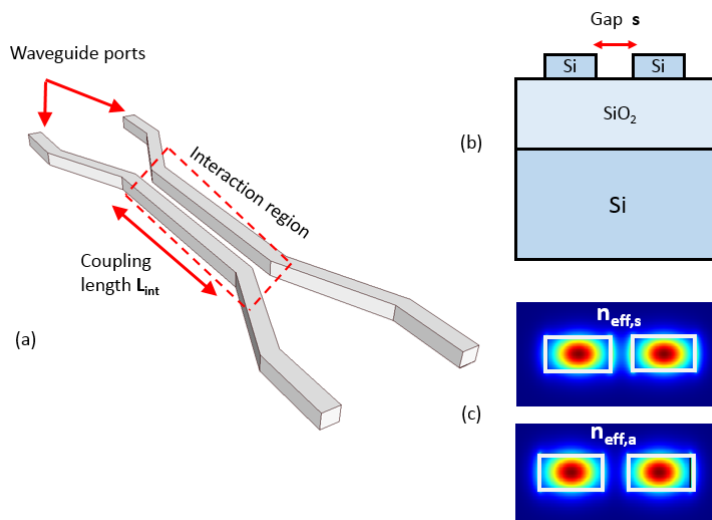 Waveguide ports
Interaction region
Coupling
length L_int
(a)
Gap s
Si
Si
SiO₂
(b)
Si
n_eff,s
(c)
n_eff,a